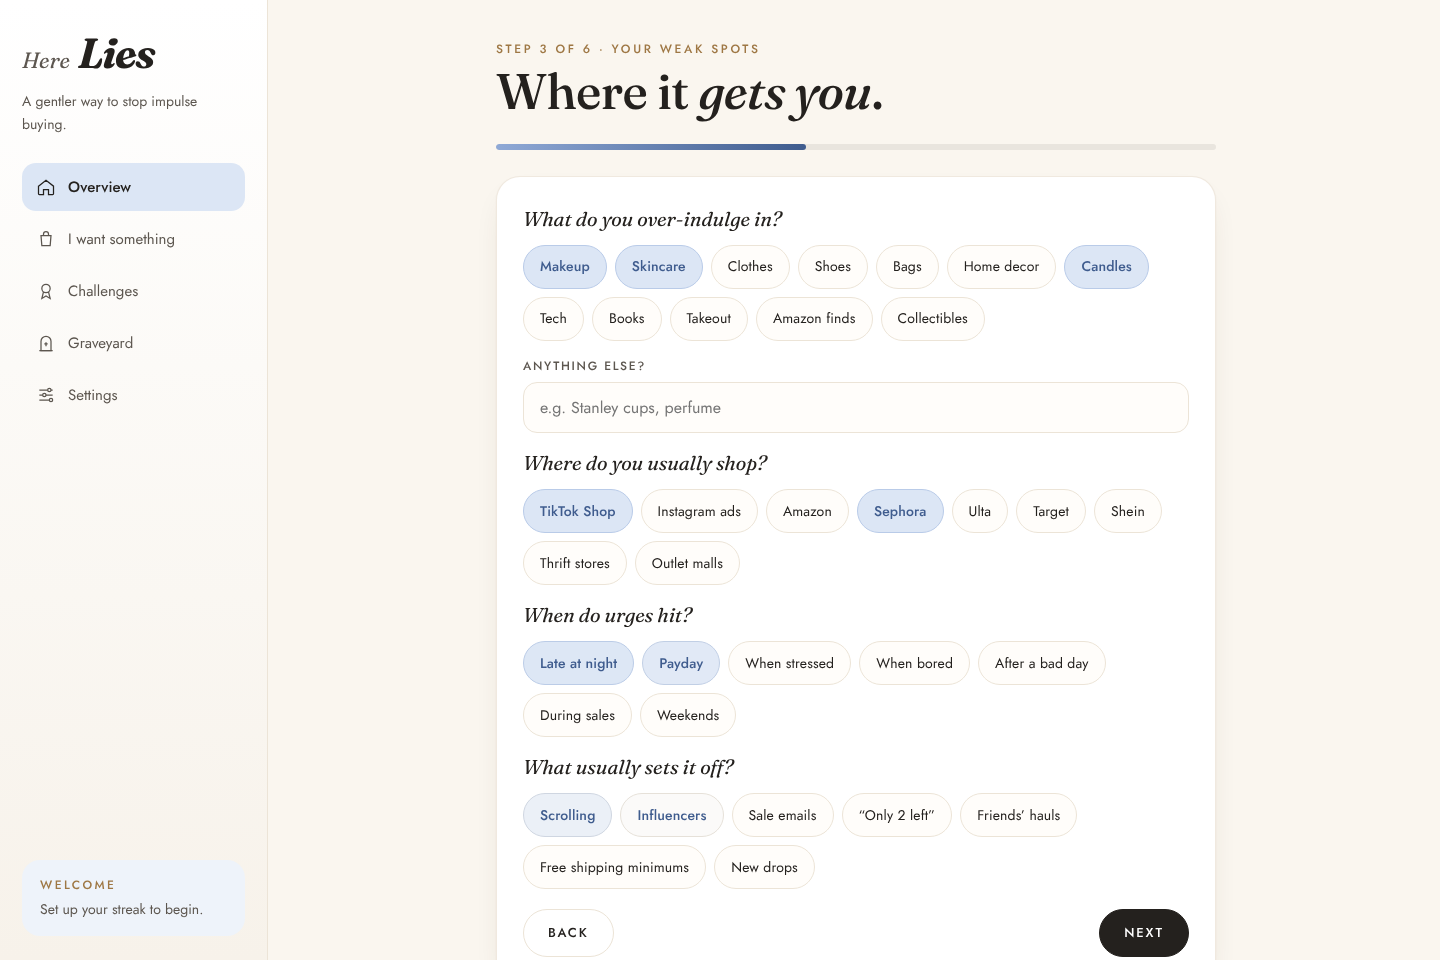 Here Lies
A gentler way to stop impulse
buying.
Overview
I want something
Challenges
Graveyard
Settings
WELCOME
Set up your streak to begin.
STEP 3 OF 6 · YOUR WEAK SPOTS
Where it gets you.
What do you over-indulge in?
Makeup Skincare Clothes Shoes Bags Home decor Candles
Tech Books Takeout Amazon finds Collectibles
ANYTHING ELSE?
e.g. Stanley cups, perfume
Where do you usually shop?
TikTok Shop Instagram ads Amazon Sephora Ulta Target Shein
Thrift stores Outlet malls
When do urges hit?
Late at night Payday When stressed When bored After a bad day
During sales Weekends
What usually sets it off?
Scrolling Influencers Sale emails “Only 2 left” Friends’ hauls
Free shipping minimums New drops
BACK NEXT